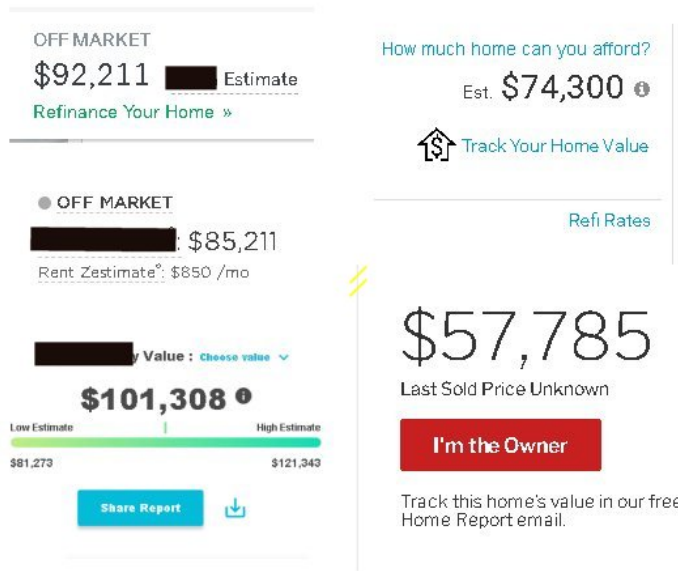 OFF MARKET
$92,211 Estimate
Refinance Your Home »
OFF MARKET
: $85,211
Rent Zestimate®: $850 /mo
y Value : Choose value
$101,308
Low Estimate High Estimate
$81,273 $121,343
Share Report
How much home can you afford?
Est. $74,300
Track Your Home Value
Refi Rates
$57,785
Last Sold Price Unknown
I'm the Owner
Track this home's value in our free
Home Report email.